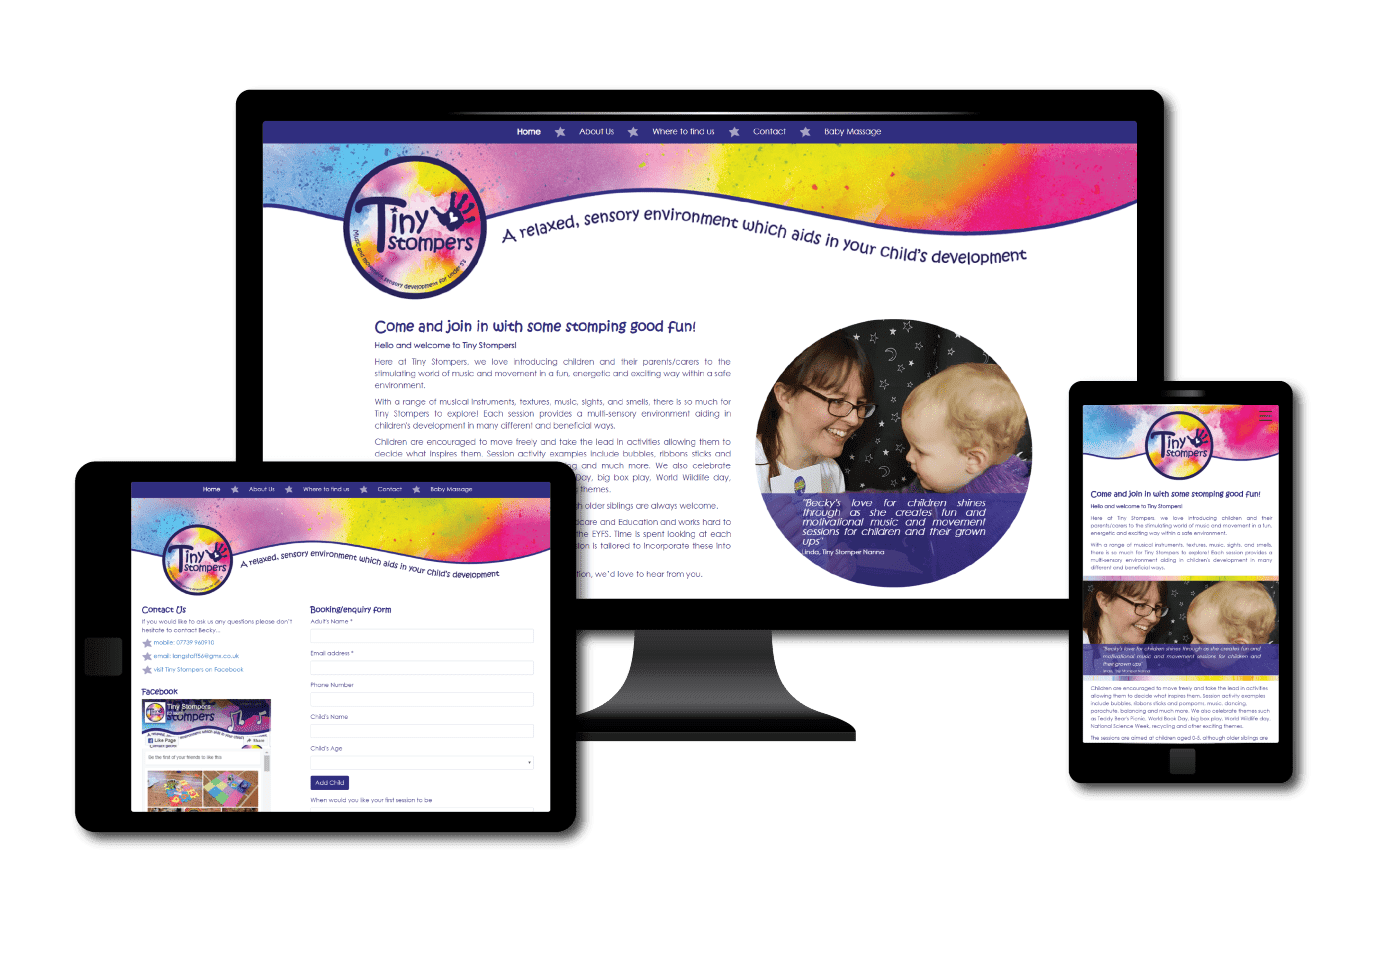 Home About Us Where to find us Contact Baby Massage
Tiny Stompers
Music and movement sensory development for under 5's
A relaxed, sensory environment which aids in your child's development
Come and join in with some stomping good fun!
Hello and welcome to Tiny Stompers!
Here at Tiny Stompers, we love introducing children and their parents/carers to the
stimulating world of music and movement in a fun, energetic and exciting way within a safe
environment.
With a range of musical instruments, textures, music, sights, and smells, there is so much for
Tiny Stompers to explore! Each session provides a multi-sensory environment aiding in
children's development in many different and beneficial ways.
Children are encouraged to move freely and take the lead in activities allowing them to
decide what inspires them. Session activity examples include bubbles, ribbons sticks and
ng and much more. We also celebrate
Day, big box play, World Wildlife day,
themes.
gh older siblings are always welcome.
care and Education and works hard to
the EYFS. Time is spent looking at each
sion is tailored to incorporate these into
tion, we'd love to hear from you.
"Becky's love for children shines
through as she creates fun and
motivational music and movement
sessions for children and their grown
ups"
Linda, Tiny Stomper Nanna
Home About Us Where to find us Contact Baby Massage
Tiny Stompers
A relaxed, sensory environment which aids in your child's development
Contact Us
If you would like to ask us any questions please don't
hesitate to contact Becky...
mobile: 07739 960910
email: langstaff56@gmx.co.uk
visit Tiny Stompers on Facebook
Facebook
Tiny Stompers
Stompers
Like Page Share
Be the first of your friends to like this
Booking/enquiry form
Adult's Name *
Email address *
Phone Number
Child's Name
Child's Age
Add Child
When would you like your first session to be
Tiny Stompers
Come and join in with some stomping good fun!
Hello and welcome to Tiny Stompers!
Here at Tiny Stompers, we love introducing children and their
parents/carers to the stimulating world of music and movement in a fun,
energetic and exciting way within a safe environment.
With a range of musical instruments, textures, music, sights, and smells,
there is so much for Tiny Stompers to explore! Each session provides a
multi-sensory environment aiding in children's development in many
different and beneficial ways.
"Becky's love for children shines through as she creates fun and
motivational music and movement sessions for children and their
grown ups"
Linda, Tiny Stomper Nanna
Children are encouraged to move freely and take the lead in activities
allowing them to decide what inspires them. Session activity examples
include bubbles, ribbons sticks and pompoms, music, dancing,
parachute, balancing and much more. We also celebrate themes such
as Teddy Bear's Picnic, World Book Day, big box play, World Wildlife day,
National Science Week, recycling and other exciting themes.
The sessions are aimed at children aged 0-5, although older siblings are